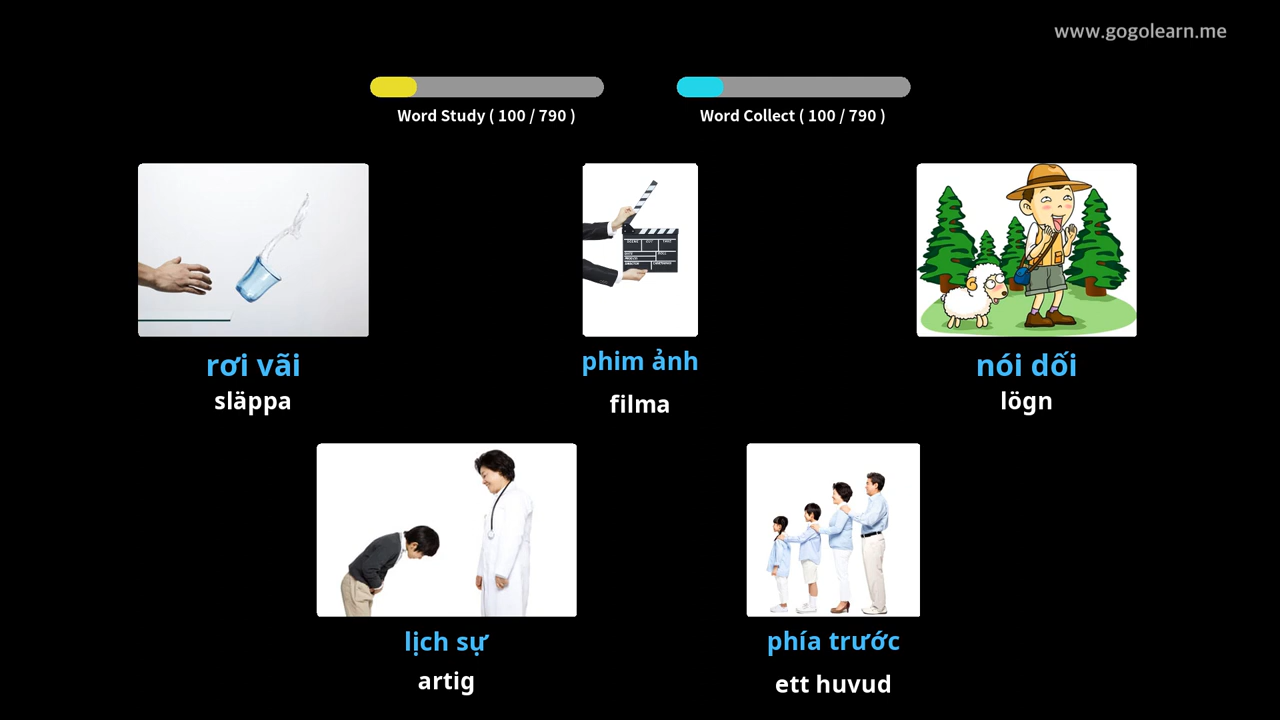 www.gogolearn.me
Word Study ( 100 / 790 )
Word Collect ( 100 / 790 )
rơi vãi
släppa
phim ảnh
filma
nói dối
lögn
lịch sự
artig
phía trước
ett huvud